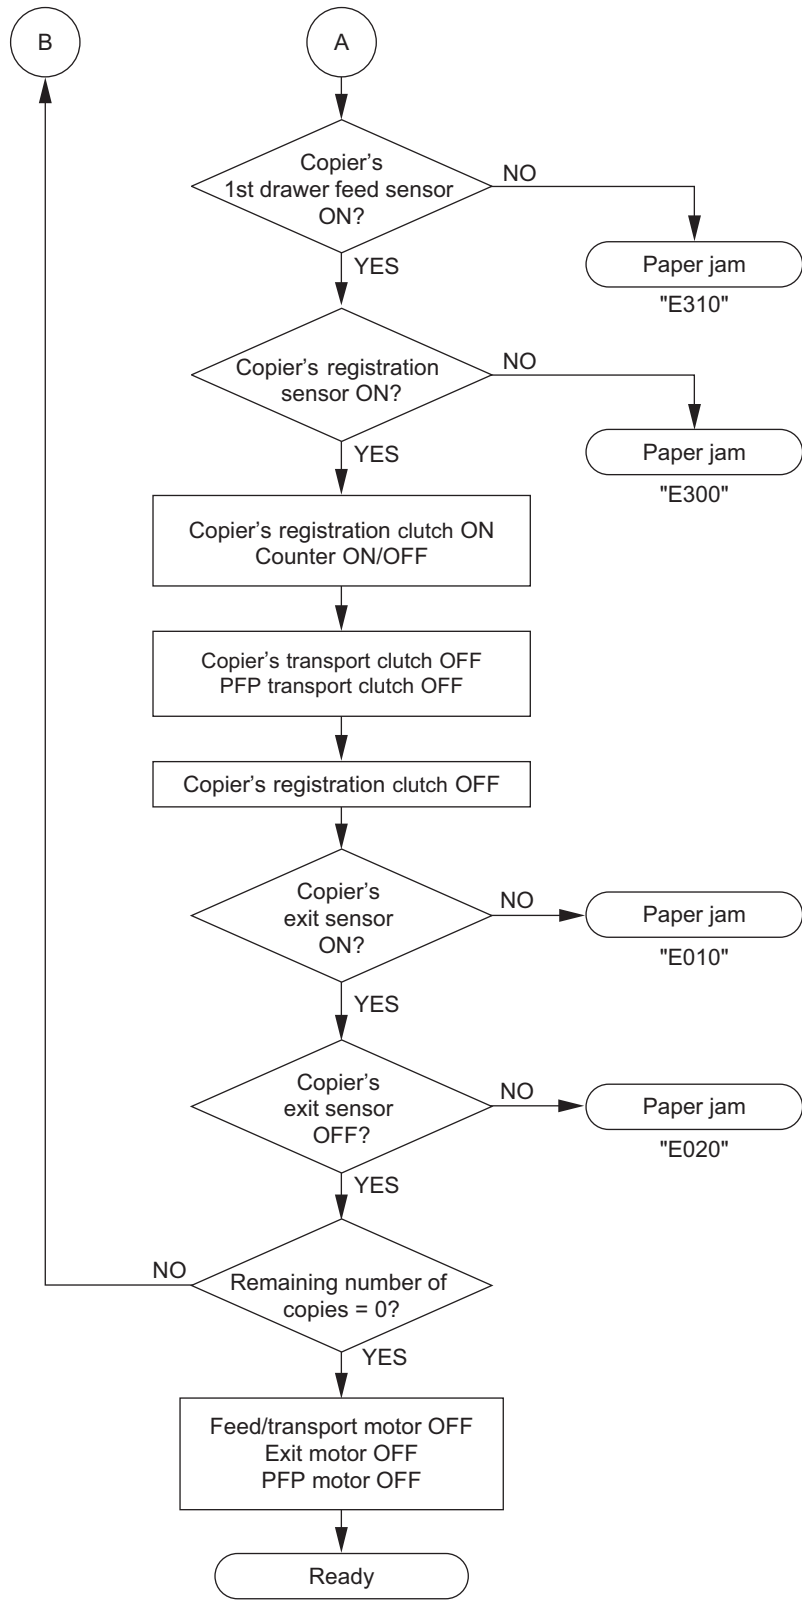 B
A
Copier's
1st drawer feed sensor
ON?
NO
YES
Paper jam
"E310"
Copier's registration
sensor ON?
NO
YES
Paper jam
"E300"
Copier's registration clutch ON
Counter ON/OFF
Copier's transport clutch OFF
PFP transport clutch OFF
Copier's registration clutch OFF
Copier's
exit sensor
ON?
NO
Paper jam
"E010"
YES
Copier's
exit sensor
OFF?
NO
Paper jam
"E020"
YES
NO
Remaining number of
copies = 0?
YES
Feed/transport motor OFF
Exit motor OFF
PFP motor OFF
Ready